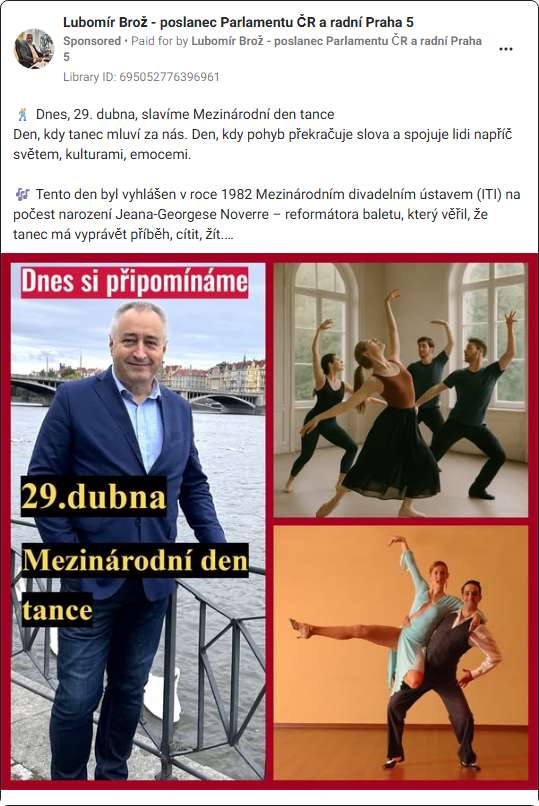 Lubomír Brož - poslanec Parlamentu ČR a radní Praha 5
Sponsored • Paid for by Lubomír Brož - poslanec Parlamentu ČR a radní Praha
5
Library ID: 695052776396961
🕺 Dnes, 29. dubna, slavíme Mezinárodní den tance
Den, kdy tanec mluví za nás. Den, kdy pohyb překračuje slova a spojuje lidi napříč
světem, kulturami, emocemi.
🎶 Tento den byl vyhlášen v roce 1982 Mezinárodním divadelním ústavem (ITI) na
počest narození Jeana-Georgese Noverre – reformátora baletu, který věřil, že
tanec má vyprávět příběh, cítit, žít....
Dnes si připomínáme
29.dubna
Mezinárodní den
tance